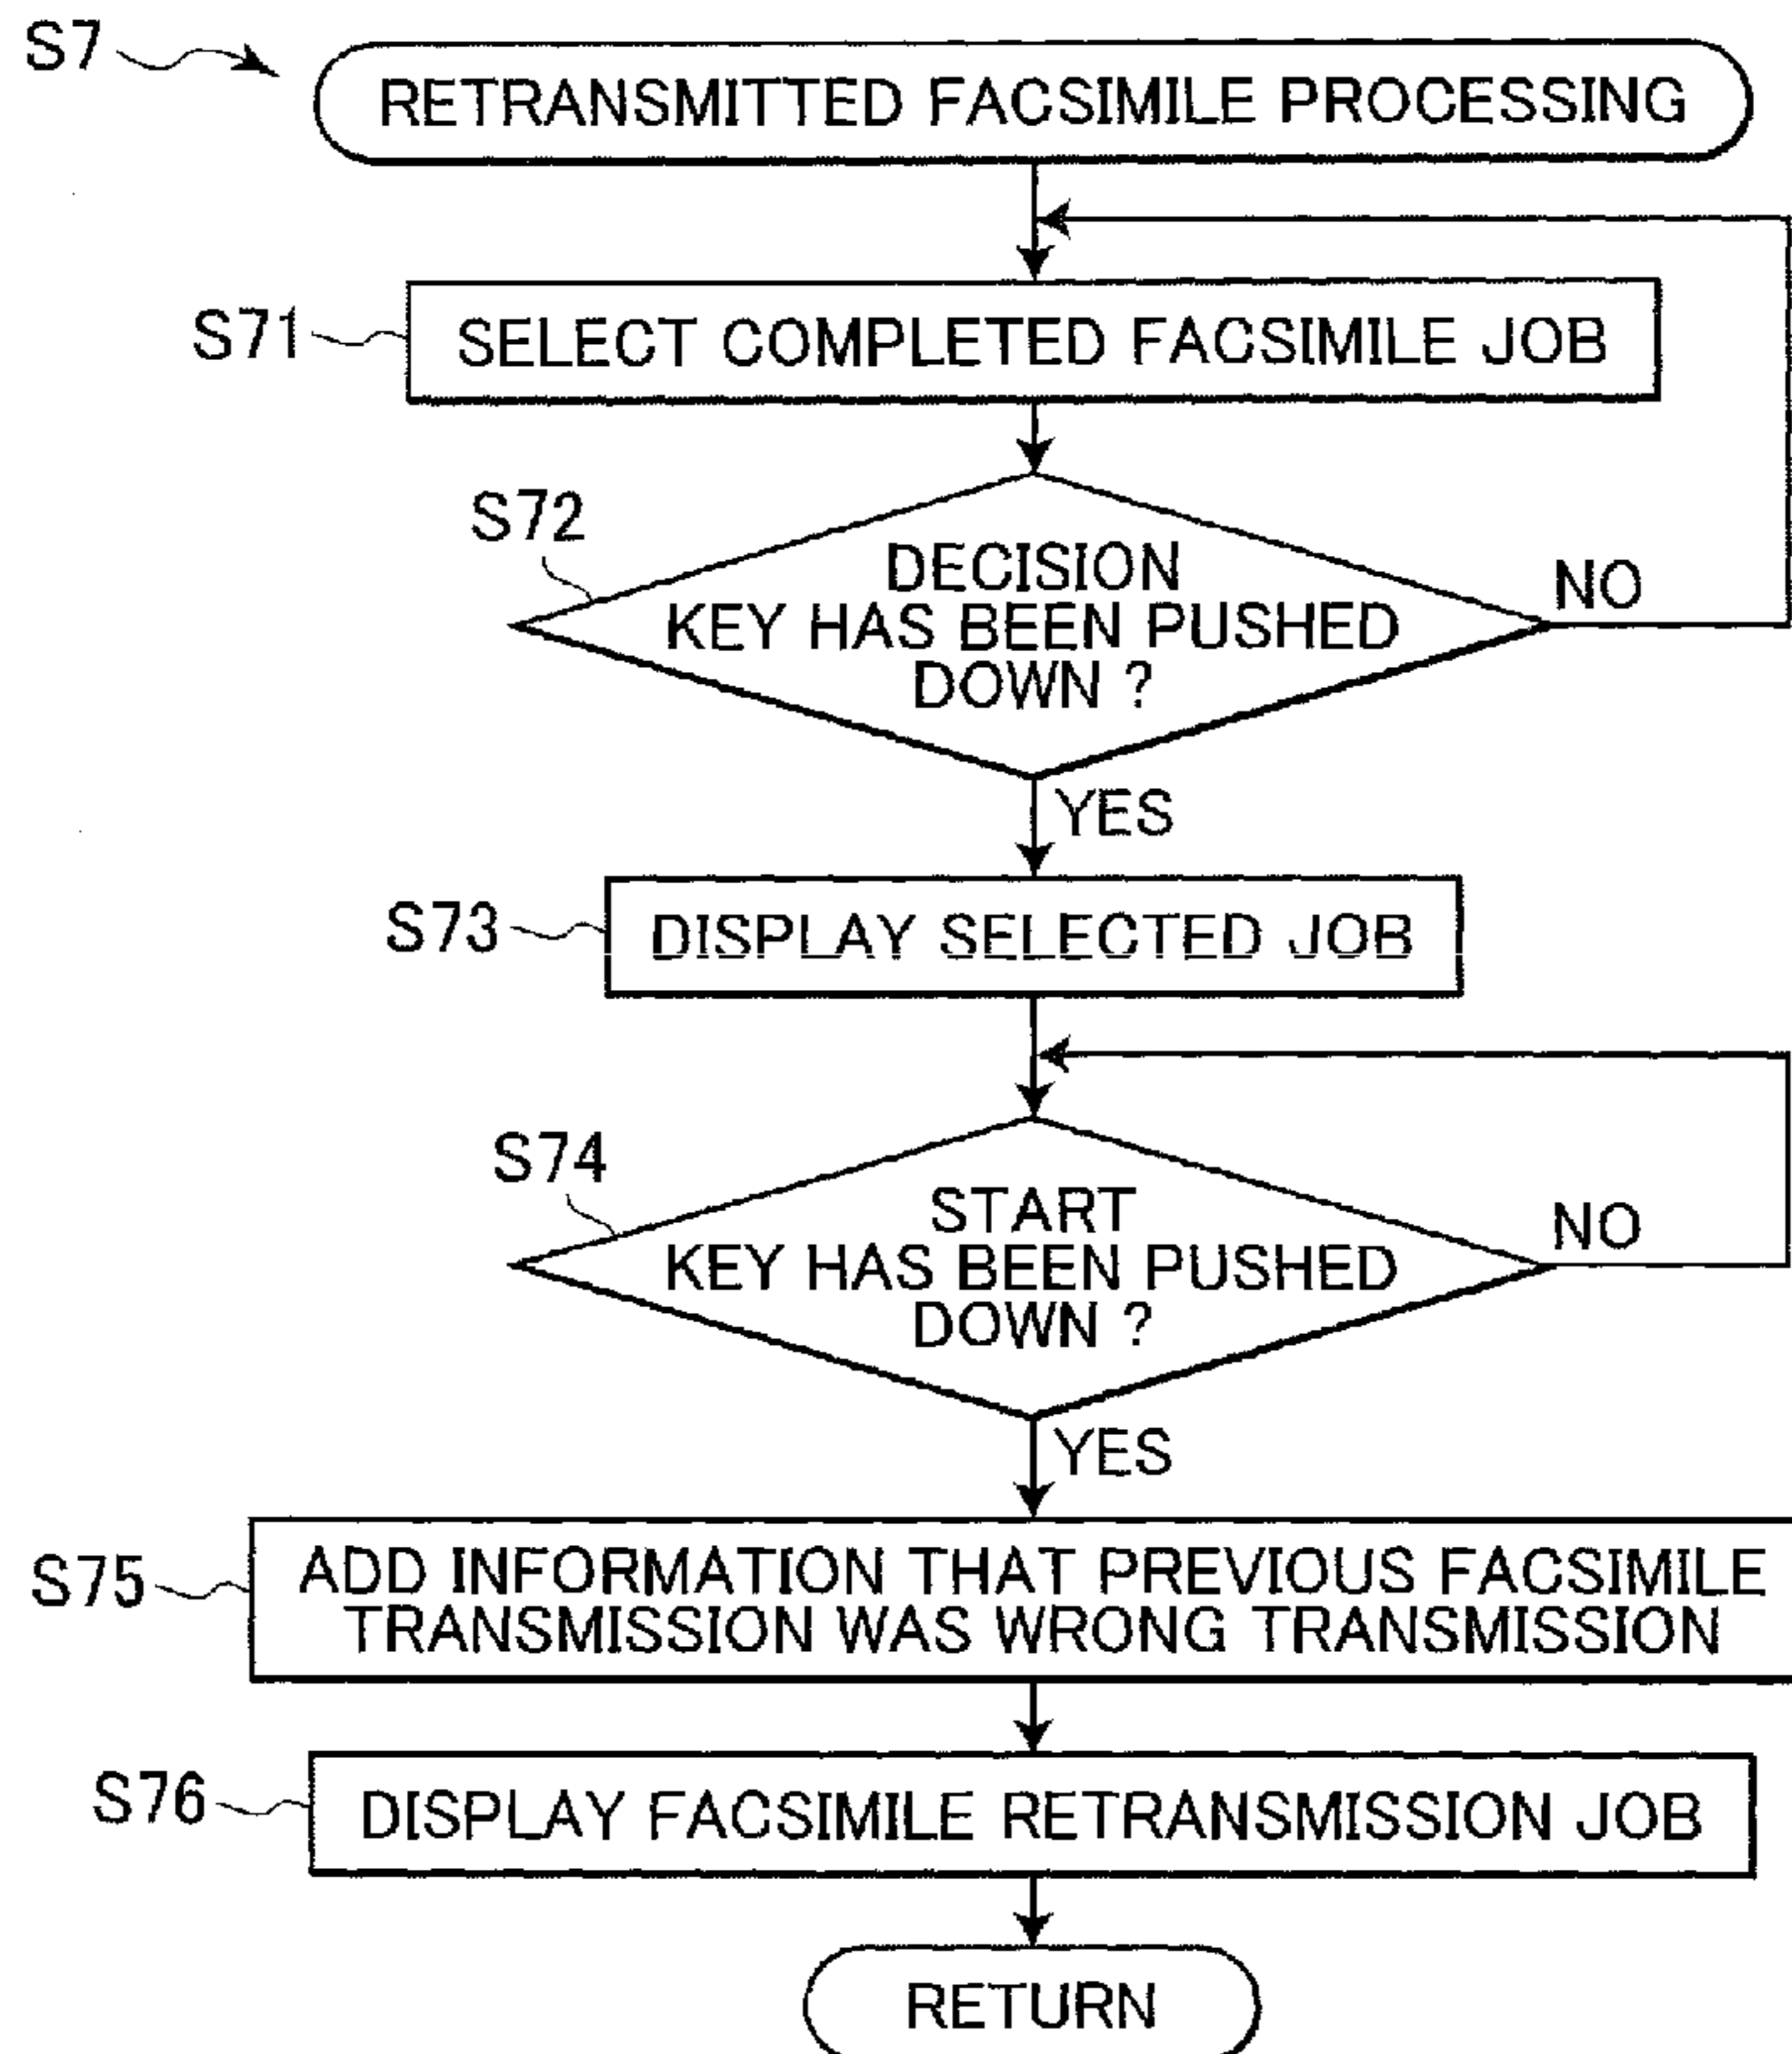 S7
RETRANSMITTED FACSIMILE PROCESSING
S71
SELECT COMPLETED FACSIMILE JOB
S72
DECISION
KEY HAS BEEN PUSHED
DOWN ?
NO
YES
S73
DISPLAY SELECTED JOB
S74
START
KEY HAS BEEN PUSHED
DOWN ?
NO
YES
S75
ADD INFORMATION THAT PREVIOUS FACSIMILE
TRANSMISSION WAS WRONG TRANSMISSION
S76
DISPLAY FACSIMILE RETRANSMISSION JOB
RETURN